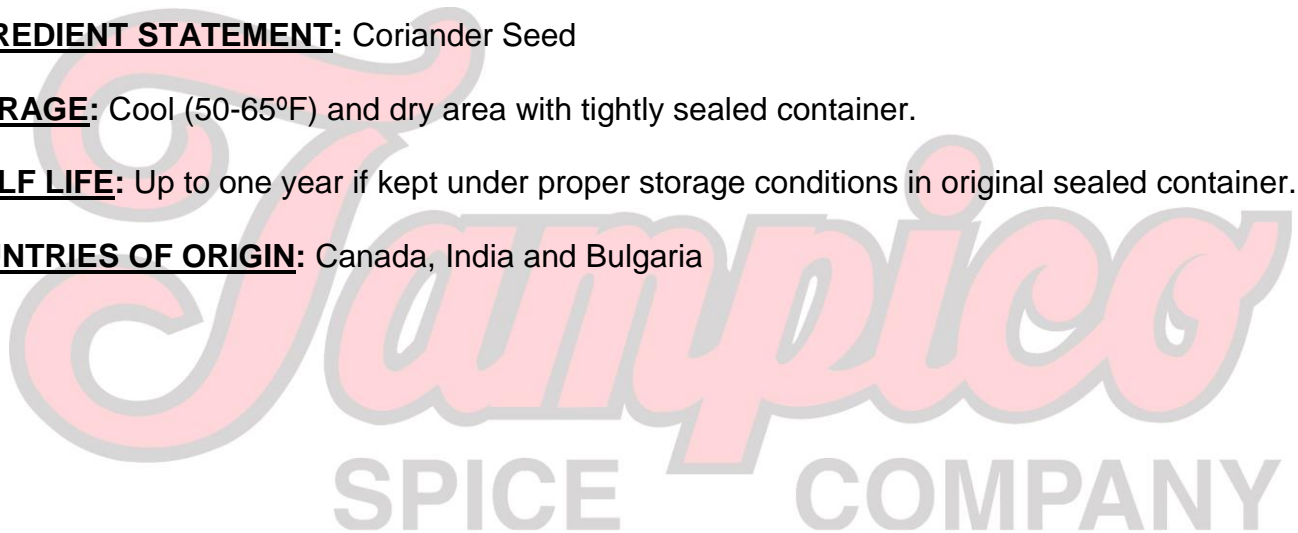 REDIENT STATEMENT: Coriander Seed
RAGE: Cool (50-65ºF) and dry area with tightly sealed container.
LF LIFE: Up to one year if kept under proper storage conditions in original sealed container.
NTRIES OF ORIGIN: Canada, India and Bulgaria
Tampico
SPICE COMPANY